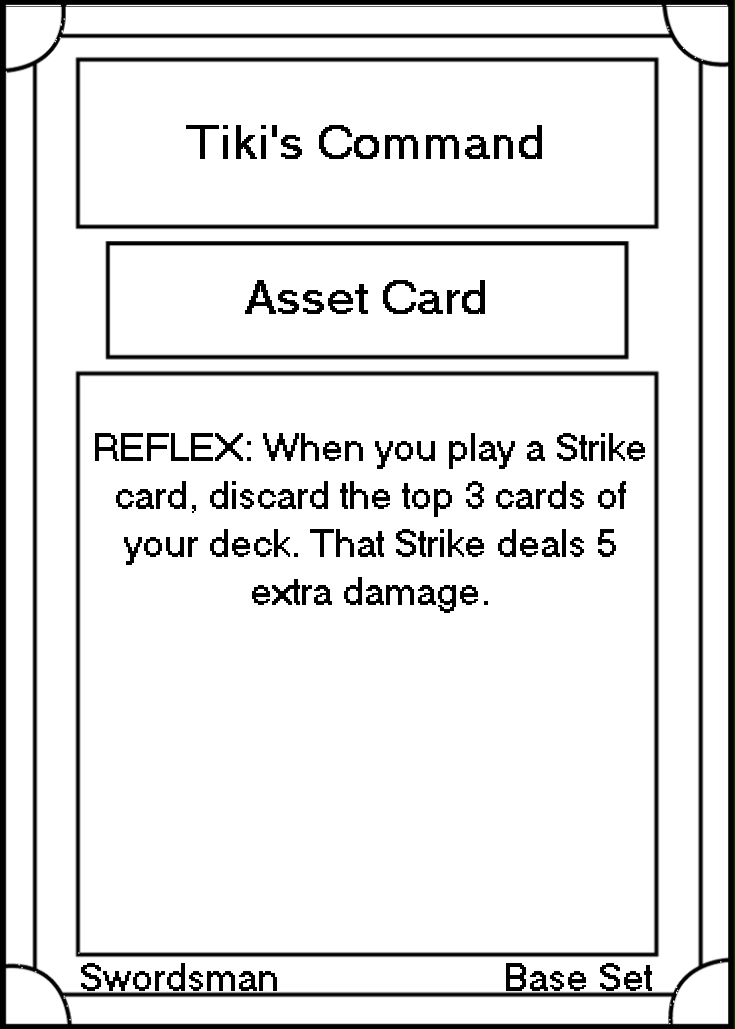 Tiki's Command
Asset Card
REFLEX: When you play a Strike
card, discard the top 3 cards of
your deck. That Strike deals 5
extra damage.
Swordsman
Base Set